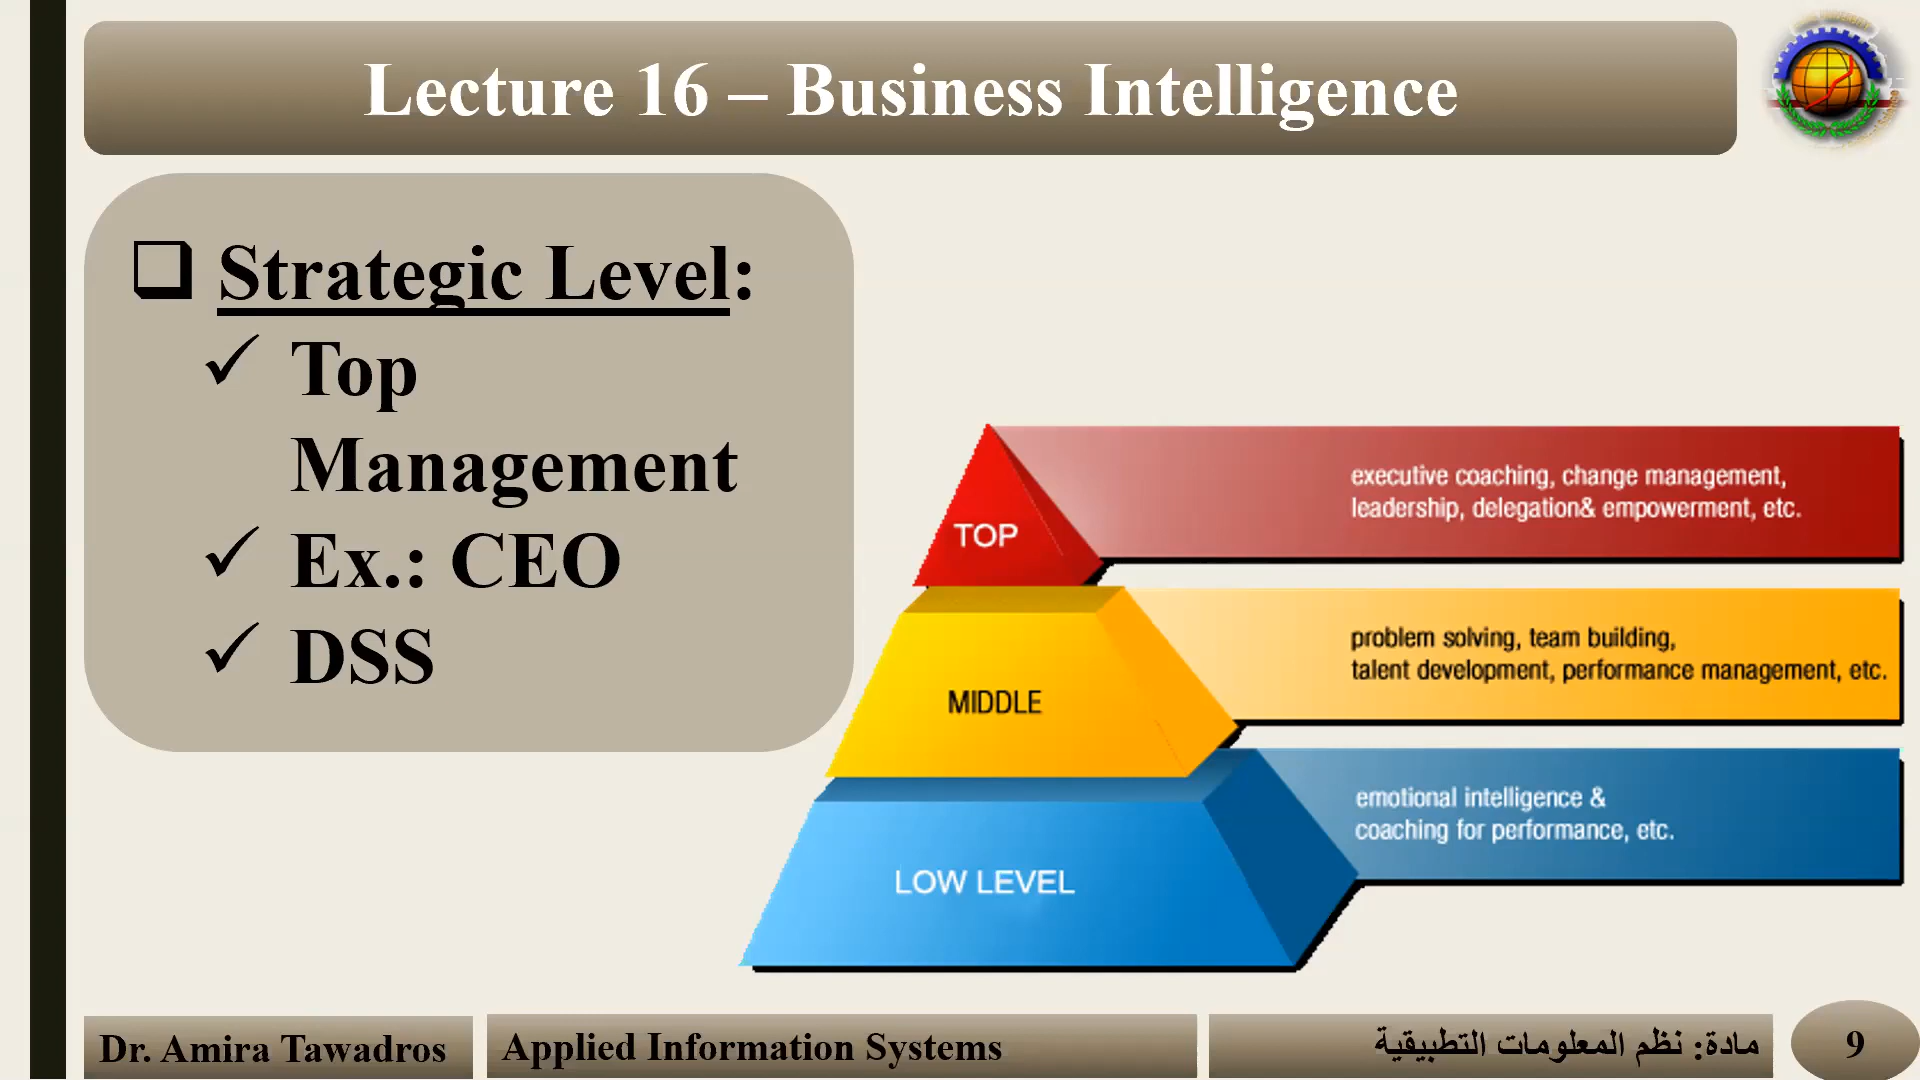 Lecture 16 – Business Intelligence
Strategic Level:
Top
Management
Ex.: CEO
DSS
TOP
executive coaching, change management,
leadership, delegation& empowerment, etc.
MIDDLE
problem solving, team building,
talent development, performance management, etc.
LOW LEVEL
emotional intelligence &
coaching for performance, etc.
Dr. Amira Tawadros
Applied Information Systems
مادة: نظم المعلومات التطبيقية
9